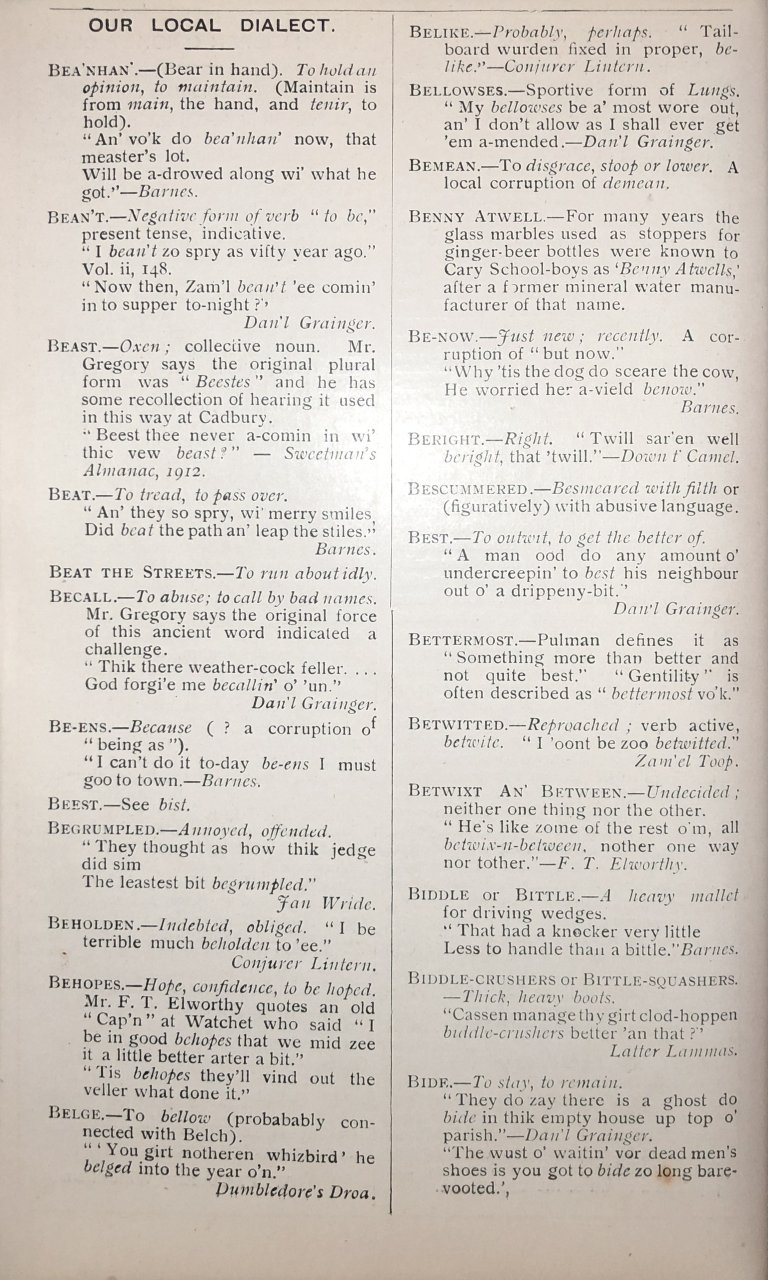 OUR LOCAL DIALECT.
BEA'NHAN'.—(Bear in hand). To hold an
opinion, to maintain. (Maintain is
from main, the hand, and tenir, to
hold).
"An' vo'k do bea'nhan' now, that
measter's lot.
Will be a-drowed along wi' what he
got."—Barnes.
BEAN'T.—Negative form of verb "to be,"
present tense, indicative.
"I bean't zo spry as vifty year ago."
Vol. ii, 148.
"Now then, Zam'l bean't 'ee comin'
in to supper to-night?"
Dan'l Grainger.
BEAST.—Oxen; collective noun. Mr.
Gregory says the original plural
form was "Beestes" and he has
some recollection of hearing it used
in this way at Cadbury.
"Beest thee never a-comin in wi'
thic vew beast?" — Sweetman's
Almanac, 1912.
BEAT.—To tread, to pass over.
"An' they so spry, wi' merry smiles,
Did beat the path an' leap the stiles."
Barnes.
BEAT THE STREETS.—To run about idly.
BECALL.—To abuse; to call by bad names.
Mr. Gregory says the original force
of this ancient word indicated a
challenge.
"Thik there weather-cock feller. ...
God forgi'e me becallin' o' 'un."
Dan'l Grainger.
BE-ENS.—Because ( ? a corruption of
"being as").
"I can't do it to-day be-ens I must
goo to town.—Barnes.
BEEST.—See bist.
BEGRUMPLED.—Annoyed, offended.
"They thought as how thik jedge
did sim
The leastest bit begrumpled."
Jan Wride.
BEHOLDEN.—Indebted, obliged. "I be
terrible much beholden to 'ee."
Conjurer Lintern.
BEHOPES.—Hope, confidence, to be hoped.
Mr. F. T. Elworthy quotes an old
"Cap'n" at Watchet who said "I
be in good behopes that we mid zee
it a little better arter a bit."
"Tis behopes they'll vind out the
veller what done it."
BELGE.—To bellow (probabably con-
nected with Belch).
"'You girt notheren whizbird' he
belged into the year o'n."
Dumbledore's Droa.
BELIKE.—Probably, perhaps. "Tail-
board wurden fixed in proper, be-
like."—Conjurer Lintern.
BELLOWSES.—Sportive form of Lungs.
"My bellowses be a' most wore out,
an' I don't allow as I shall ever get
'em a-mended.—Dan'l Grainger.
BEMEAN.—To disgrace, stoop or lower. A
local corruption of demean.
BENNY ATWELL.—For many years the
glass marbles used as stoppers for
ginger-beer bottles were known to
Cary School-boys as 'Benny Atwells,'
after a former mineral water manu-
facturer of that name.
BE-NOW.—Just new; recently. A cor-
ruption of "but now."
"Why 'tis the dog do sceare the cow,
He worried her a-vield benow."
Barnes.
BERIGHT.—Right. "Twill sar'en well
beright, that 'twill."—Down t' Camel.
BESCUMMERED.—Besmeared with filth or
(figuratively) with abusive language.
BEST.—To outwit, to get the better of.
"A man ood do any amount o'
undercreepin' to best his neighbour
out o' a drippeny-bit."
Dan'l Grainger.
BETTERMOST.—Pulman defines it as
"Something more than better and
not quite best." "Gentility" is
often described as "bettermost vo'k."
BETWITTED.—Reproached; verb active,
betwite. "I 'oont be zoo betwitted."
Zam'el Toop.
BETWIXT AN' BETWEEN.—Undecided;
neither one thing nor the other.
"He's like zome of the rest o'm, all
betwix-n-between, nother one way
nor tother."—F. T. Elworthy.
BIDDLE or BITTLE.—A heavy mallet
for driving wedges.
"That had a knocker very little
Less to handle than a bittle."Barnes.
BIDDLE-CRUSHERS or BITTLE-SQUASHERS.
—Thick, heavy boots.
"Cassen manage thy girt clod-hoppen
biddle-crushers better 'an that?"
Latter Lammas.
BIDE.—To stay, to remain.
"They do zay there is a ghost do
bide in thik empty house up top o'
parish."—Dan'l Grainger.
"The wust o' waitin' vor dead men's
shoes is you got to bide zo long bare-
vooted.',